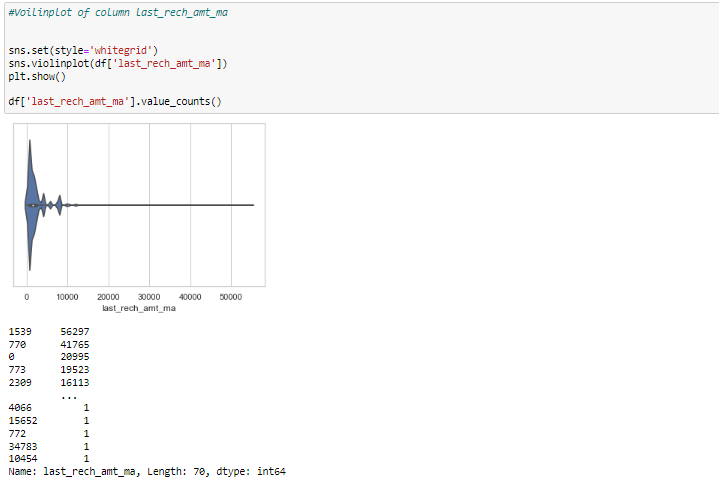 #Voilinplot of column last_rech_amt_ma
sns.set(style='whitegrid')
sns.violinplot(df['last_rech_amt_ma'])
plt.show()
df['last_rech_amt_ma'].value_counts()
0 10000 20000 30000 40000 50000
last_rech_amt_ma
1539 56297
770 41765
0 20995
773 19523
2309 16113
...
4066 1
15652 1
772 1
34783 1
10454 1
Name: last_rech_amt_ma, Length: 70, dtype: int64